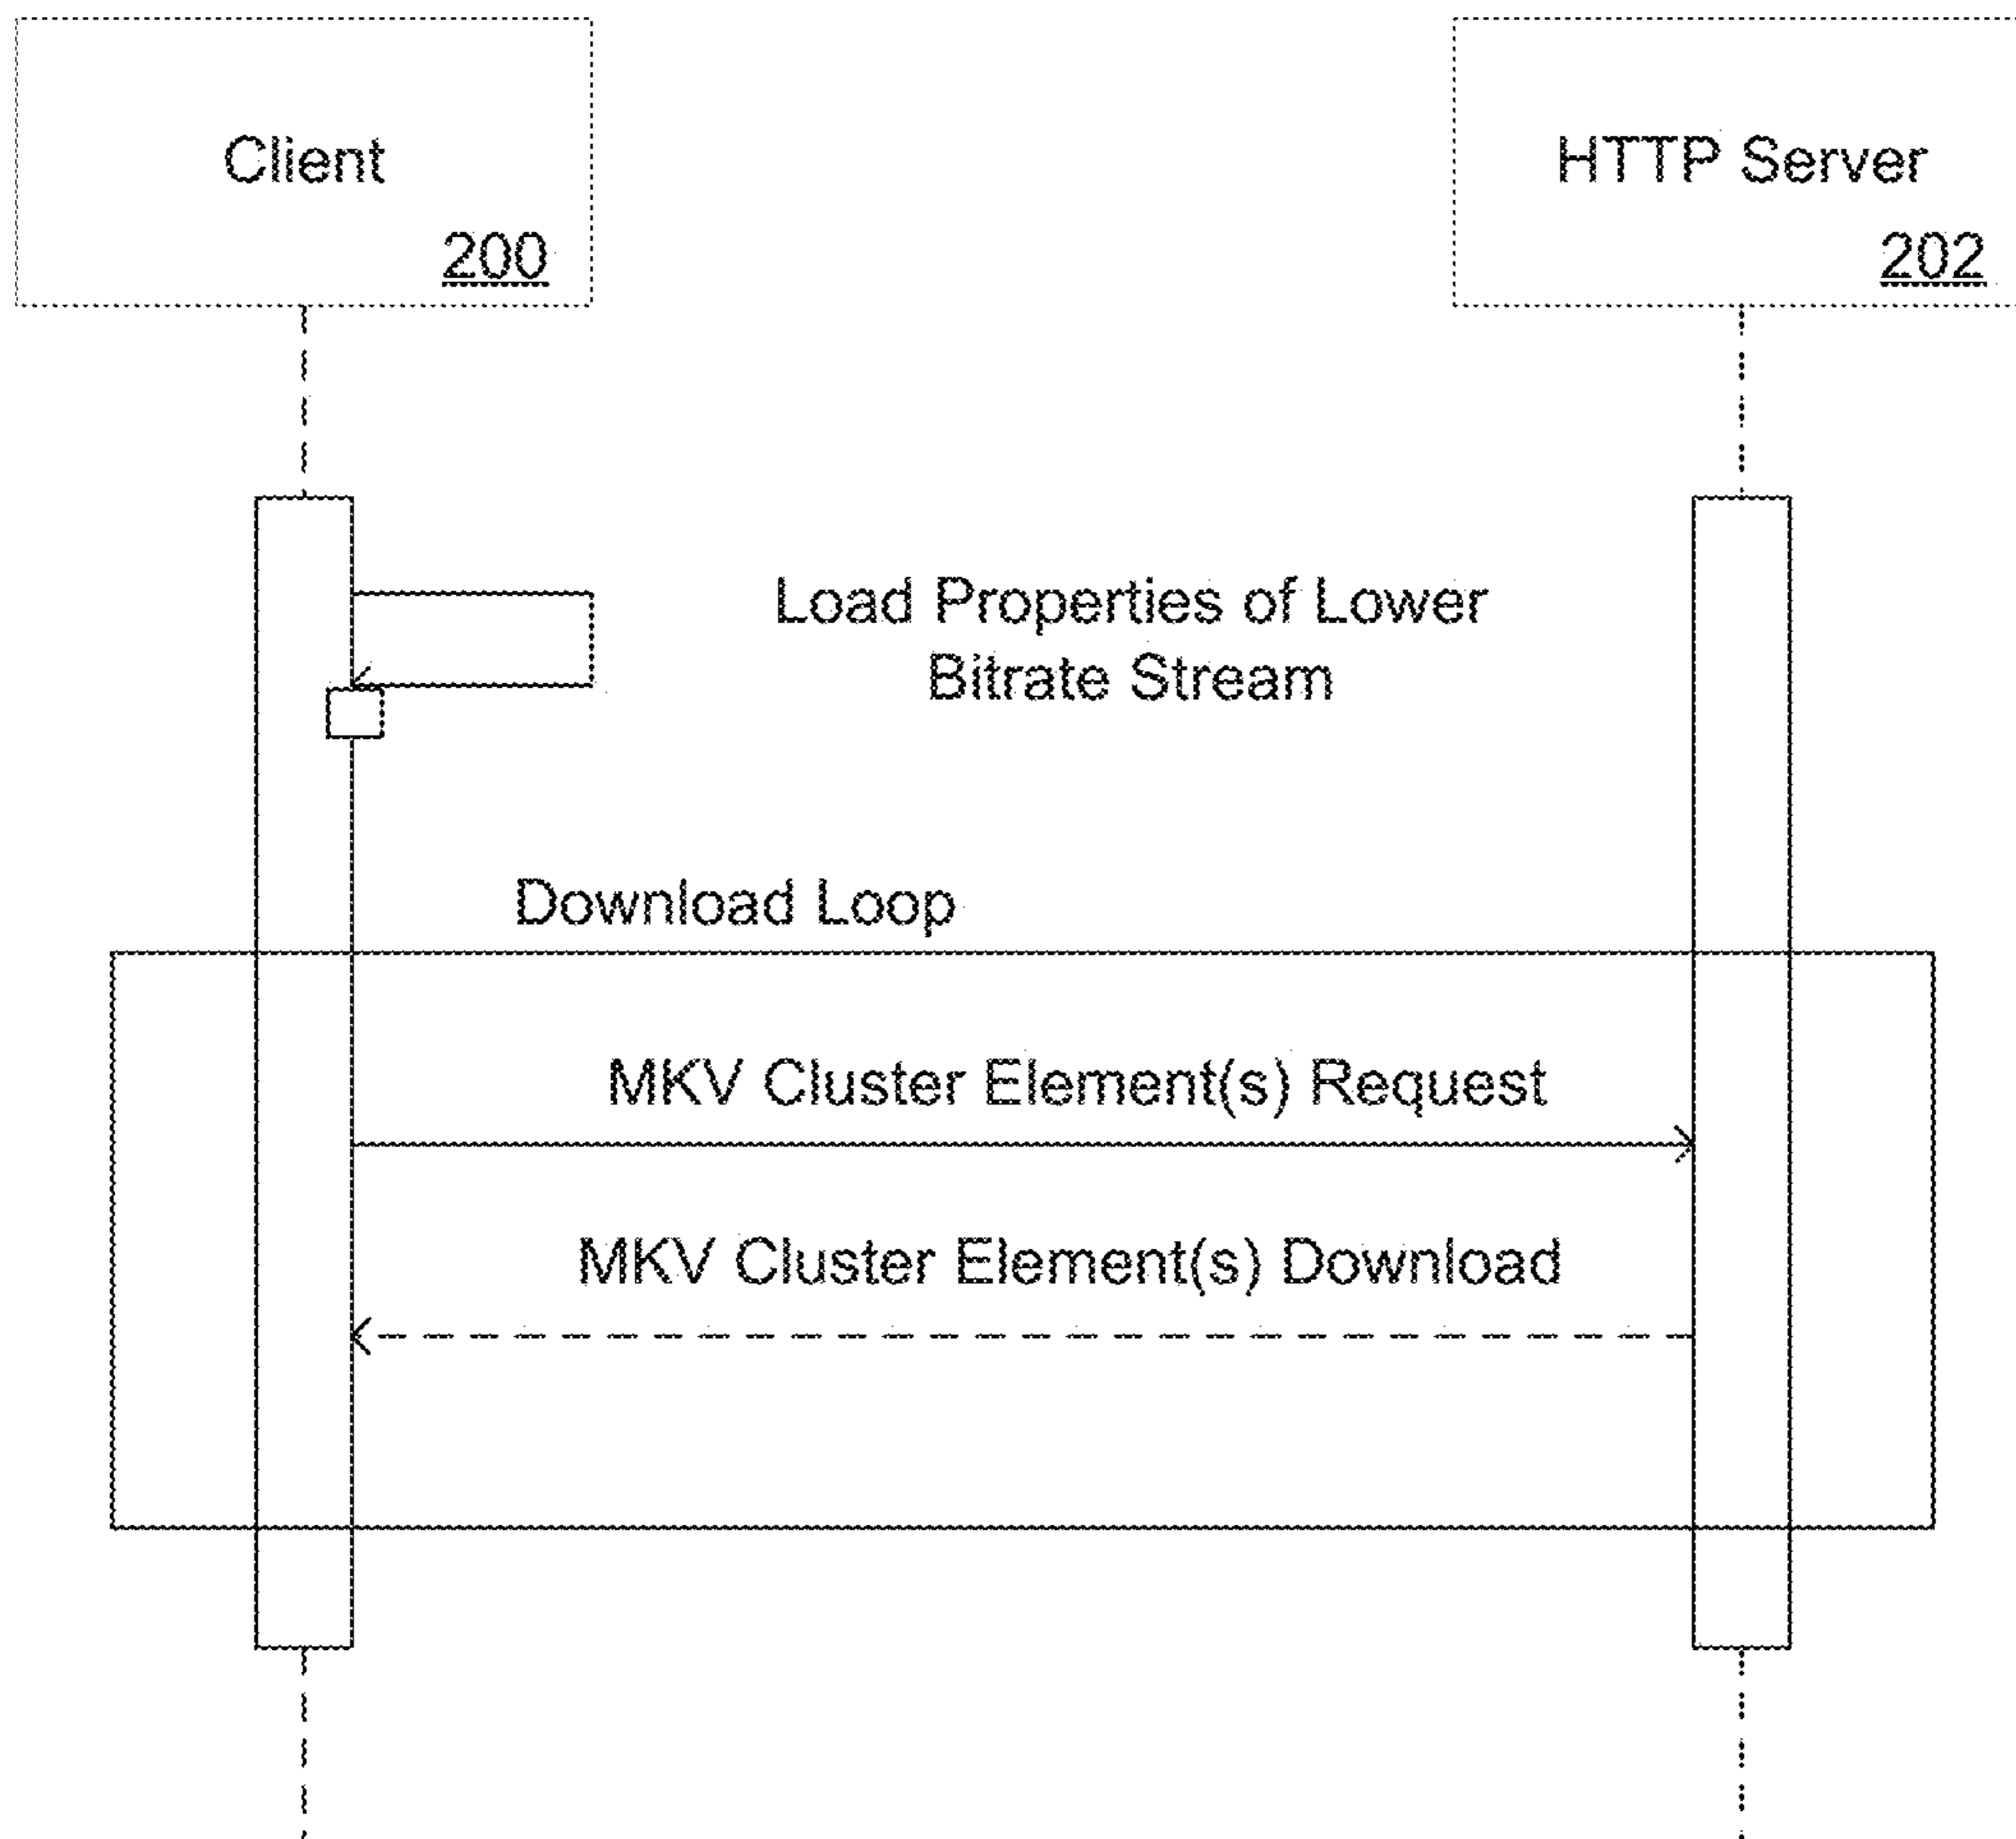 Client
200
HTTP Server
202
Load Properties of Lower
Bitrate Stream
Download Loop
MKV Cluster Element(s) Request
MKV Cluster Element(s) Download